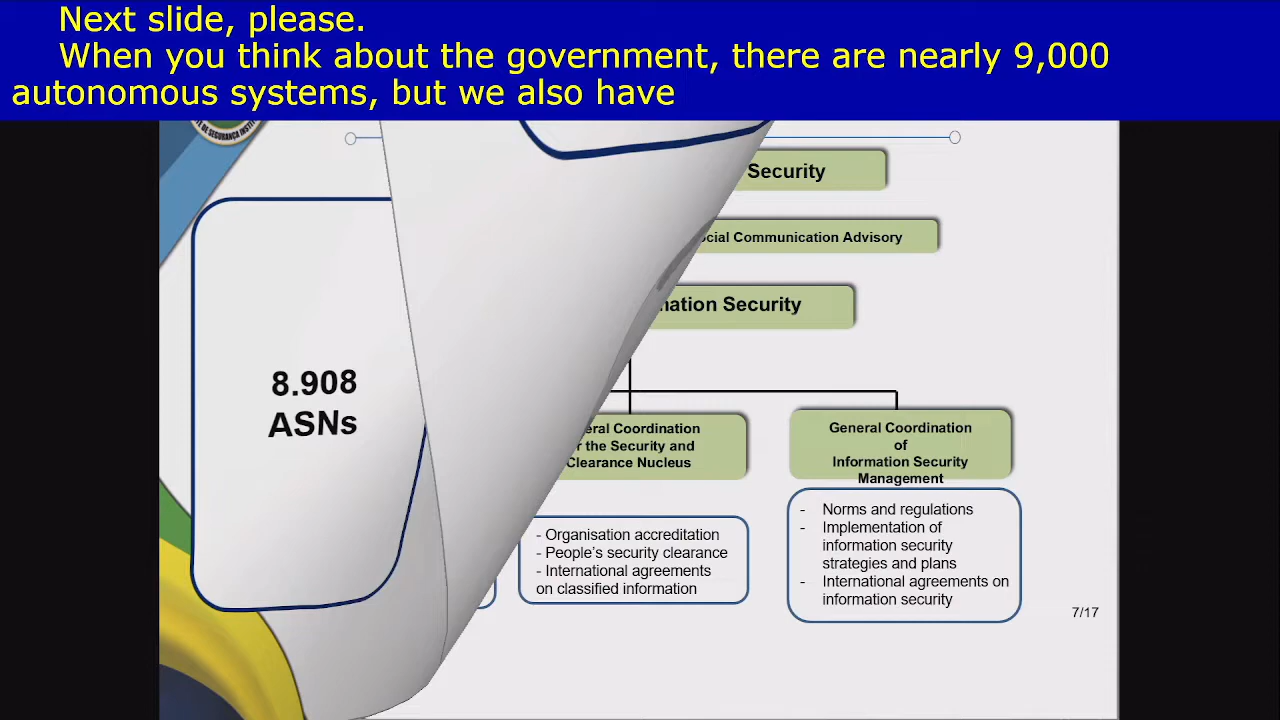 Next slide, please.
When you think about the government, there are nearly 9,000
autonomous systems, but we also have
Security
Social Communication Advisory
Security
8.908
ASNs
Coordination
the Security and
Clearance Nucleus
General Coordination
of
Information Security
Management
- Organisation accreditation
- People's security clearance
- International agreements
on classified information
- Norms and regulations
- Implementation of
information security
strategies and plans
- International agreements on
information security
7/17